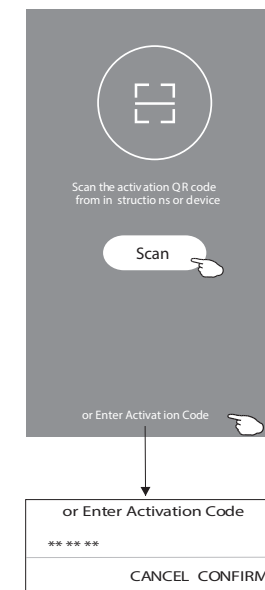 Scan the activation QR code
from in structio ns or device
Scan
or Enter Activat ion Code
or Enter Activation Code
** ** **
CANCEL CONFIRM